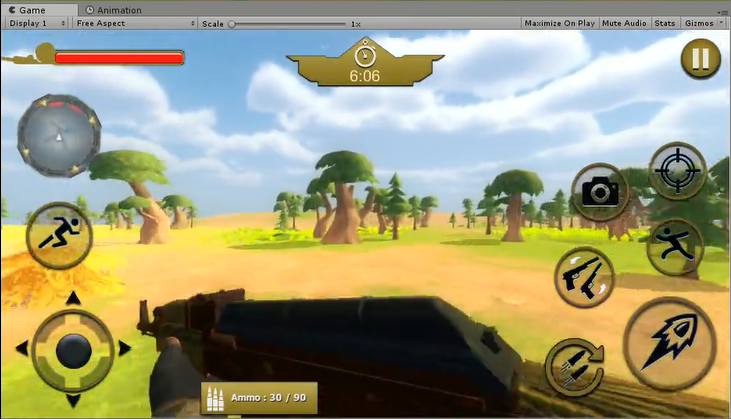 Game Animation
Display 1 Free Aspect Scale 1x Maximize On Play Mute Audio Stats Gizmos
6:06
Ammo : 30 / 90